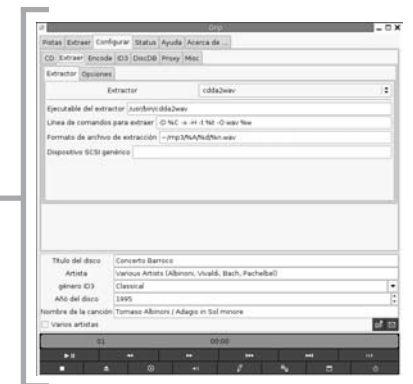 Grip
Pistas Extraer Configurar Status Ayuda Acerca de ...
CD Extraer Encode ID3 DiscDB Proxy Misc
Extractor Opciones
Extractor cdda2wav
Ejecutable del extractor /usr/bin/cdda2wav
Línea de comandos para extraer -D %C -x -H -t %t -O wav %w
Formato de archivo de extracción ~/mp3/%A/%d/%n.wav
Dispositivo SCSI genérico
Título del disco Concerto Barroco
Artista Various Artists (Albinoni, Vivaldi, Bach, Pachelbel)
género ID3 Classical
Año del disco 1995
Nombre de la canción Tomaso Albinoni / Adagio in Sol minore
Varios artistas
01 00:00